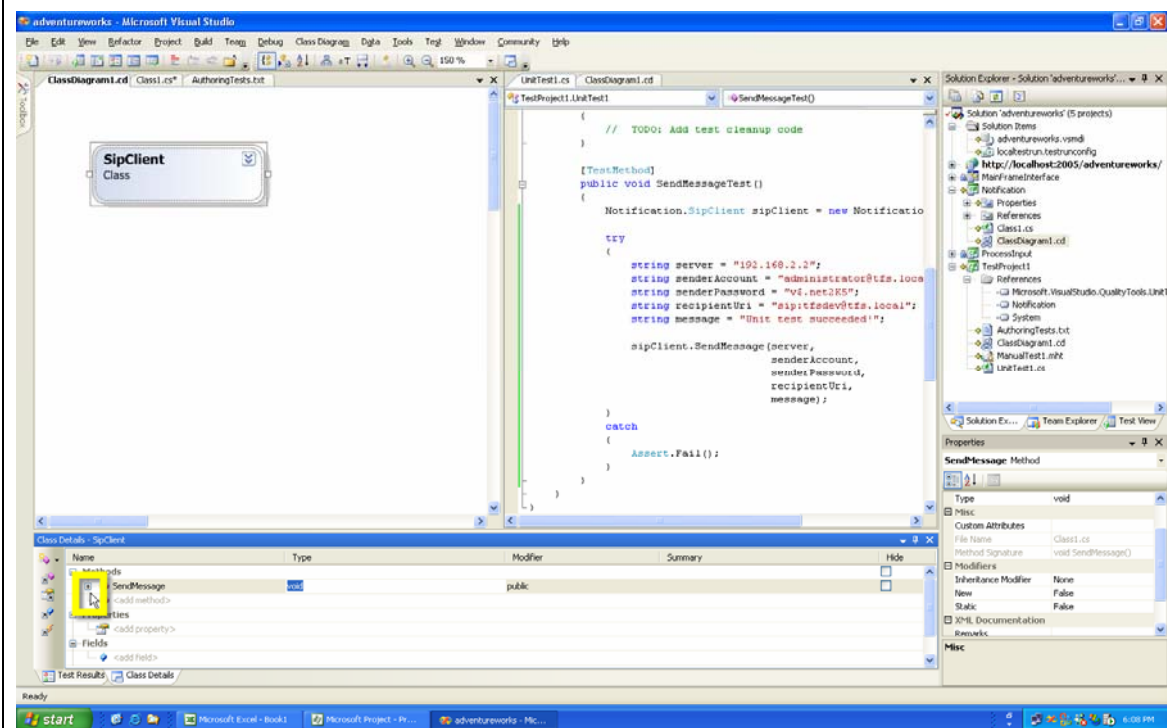 adventureworks - Microsoft Visual Studio
File Edit View Refactor Project Build Team Debug Class Diagram Data Tools Test Window Community Help
150 %
Toolbox
ClassDiagram1.cd Class1.cs* AuthoringTests.txt
SipClient
Class
UnitTest1.cs ClassDiagram1.cd
TestProject1.UnitTest1 SendMessageTest()
{
// TODO: Add test cleanup code
}
[TestMethod]
public void SendMessageTest()
{
Notification.SipClient sipClient = new Notificatio
try
{
string server = "192.168.2.2";
string senderAccount = "administrator@tfs.loca
string senderPassword = "v$.net2K5";
string recipientUri = "sip:tfsdev@tfs.local";
string message = "Unit test succeeded!";
sipClient.SendMessage(server,
senderAccount,
senderPassword,
recipientUri,
message);
}
catch
{
Assert.Fail();
}
}
}
}
Solution Explorer - Solution 'adventureworks'...
Solution 'adventureworks' (5 projects)
Solution Items
adventureworks.vsmdi
localtestrun.testrunconfig
http://localhost:2005/adventureworks/
MainFrameInterface
Notification
Properties
References
Class1.cs
ClassDiagram1.cd
ProcessInput
TestProject1
References
Microsoft.VisualStudio.QualityTools.UnitT
Notification
System
AuthoringTests.txt
ClassDiagram1.cd
ManualTest1.mht
UnitTest1.cs
Solution Ex... Team Explorer Test View
Properties
SendMessage Method
Type void
Misc
Custom Attributes
File Name Class1.cs
Method Signature void SendMessage()
Modifiers
Inheritance Modifier None
New False
Static False
XML Documentation
Remarks
Misc
Class Details - SipClient
Name Type Modifier Summary Hide
Methods
SendMessage void public
<add method>
Properties
<add property>
Fields
<add field>
Test Results Class Details
Ready
start Microsoft Excel - Book1 Microsoft Project - Pr... adventureworks - Mic... 6:08 PM